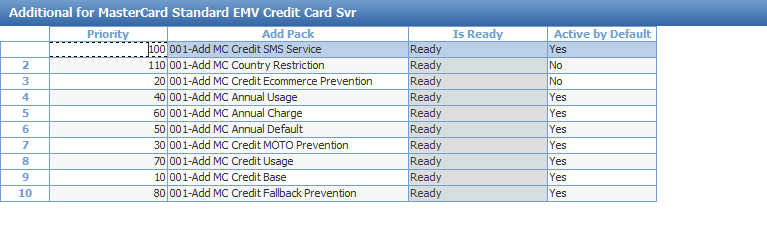 Additional for MasterCard Standard EMV Credit Card Svr
Priority Add Pack Is Ready Active by Default
100 001-Add MC Credit SMS Service Ready Yes
2 110 001-Add MC Country Restriction Ready No
3 20 001-Add MC Credit Ecommerce Prevention Ready No
4 40 001-Add MC Annual Usage Ready Yes
5 60 001-Add MC Annual Charge Ready Yes
6 50 001-Add MC Annual Default Ready Yes
7 30 001-Add MC Credit MOTO Prevention Ready Yes
8 70 001-Add MC Credit Usage Ready Yes
9 10 001-Add MC Credit Base Ready Yes
10 80 001-Add MC Credit Fallback Prevention Ready Yes